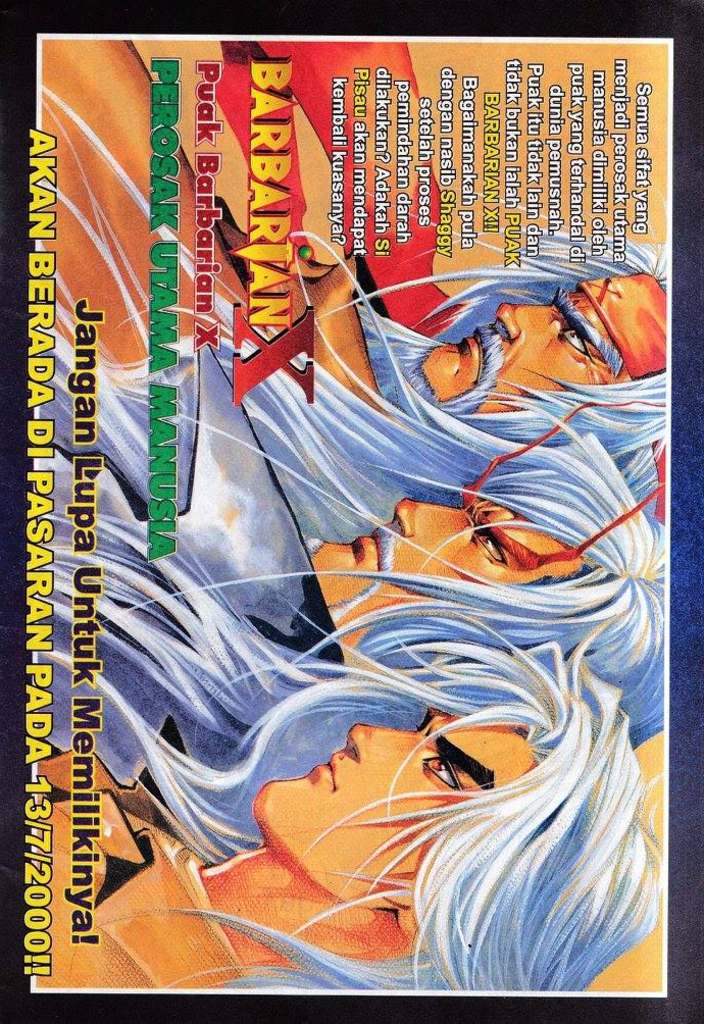 Semua sifat yang
menjadi perosak utama
manusia dimiliki oleh
puak yang terhandal di
dunia pemusnah.
Puak itu tidak lain dan
tidak bukan ialah PUAK
BARBARIAN X!!
Bagaimanakah pula
dengan nasib Shaggy
setelah proses
pemindahan darah
dilakukan? Adakah Si
Pisau akan mendapat
kembali kuasanya?
BARBARIAN X
Puak Barbarian X
PEROSAK UTAMA MANUSIA
Jangan Lupa Untuk Memilikinya!
AKAN BERADA DI PASARAN PADA 13/7/2000!!